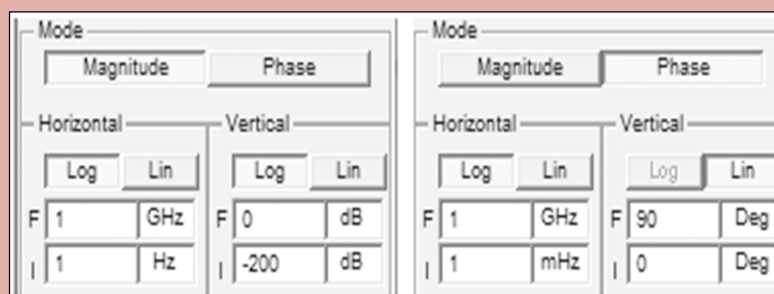 Mode
Magnitude Phase
Horizontal Vertical
Log Lin Log Lin
F 1 GHz F 0 dB
I 1 Hz I -200 dB
Mode
Magnitude Phase
Horizontal Vertical
Log Lin Log Lin
F 1 GHz F 90 Deg
I 1 mHz I 0 Deg